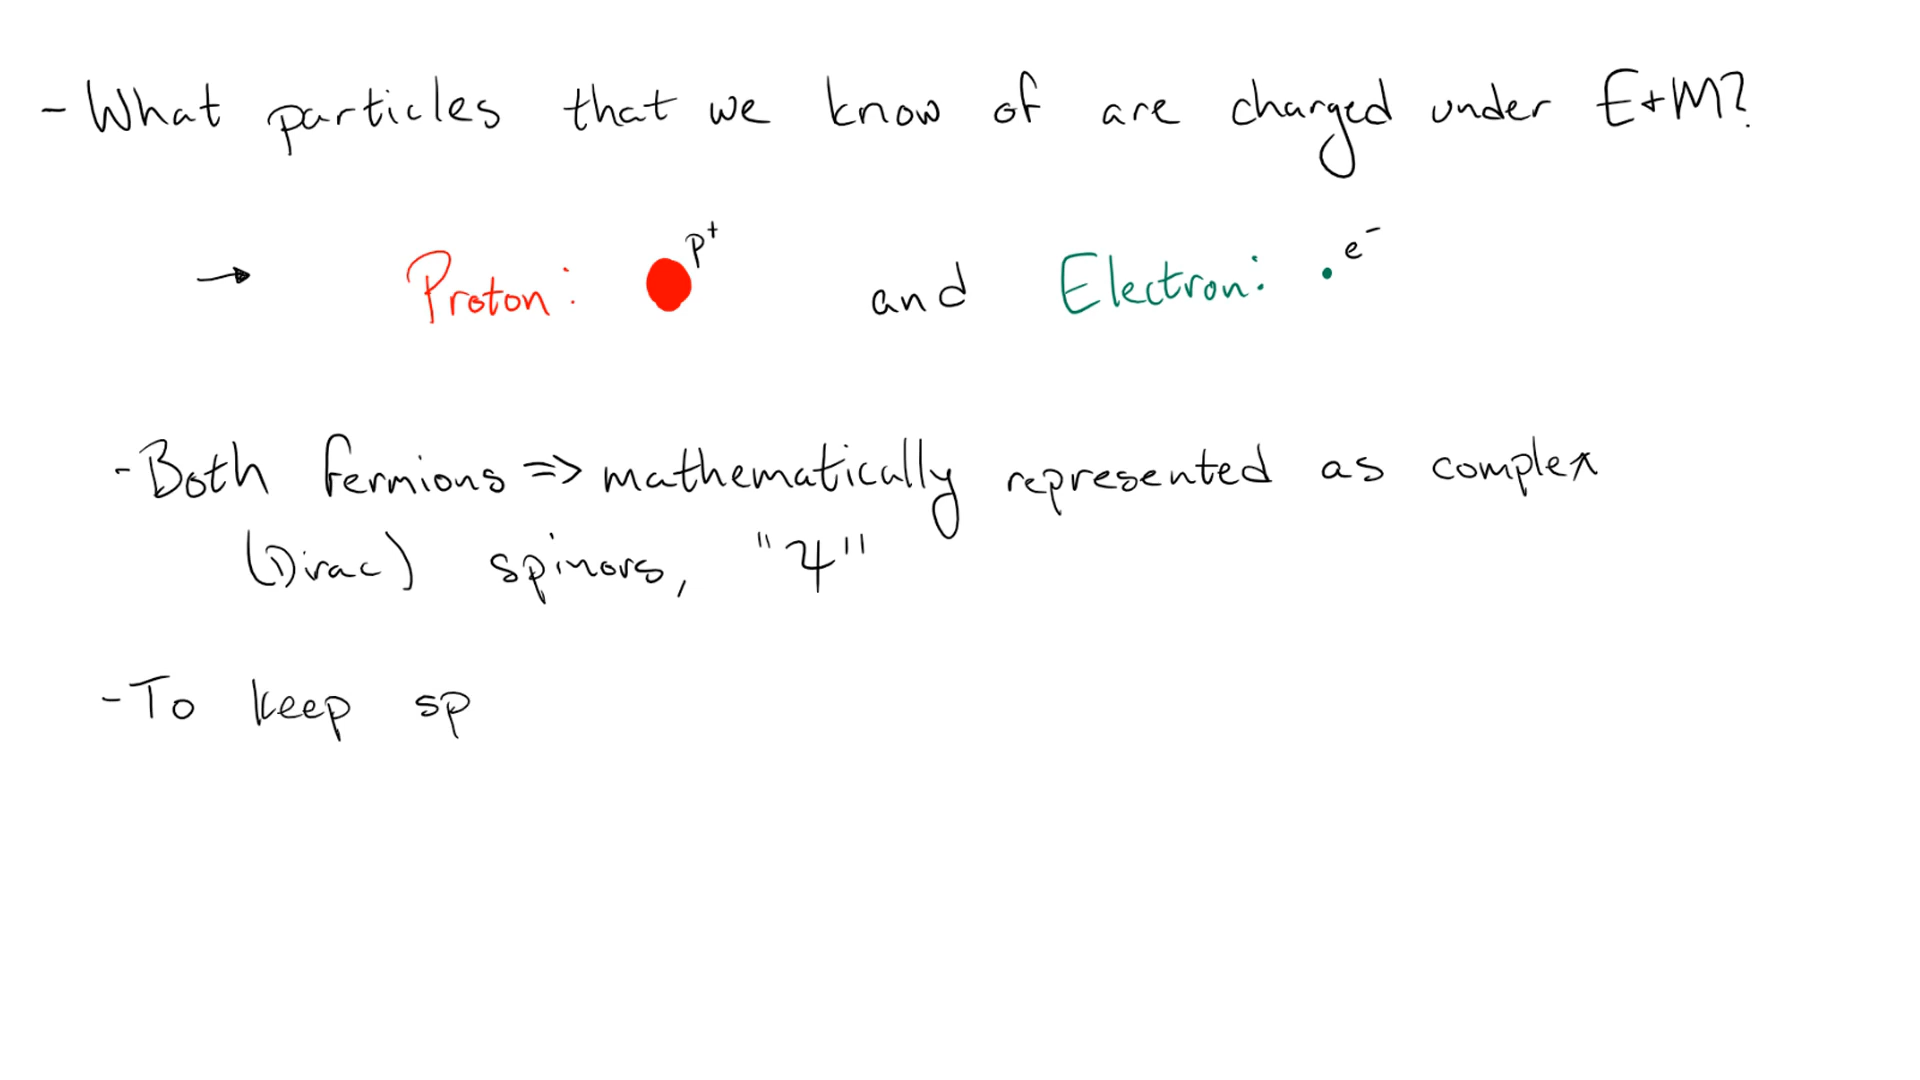 - What particles that we know of are charged under E+M?
→ Proton: p⁺ and Electron: e⁻
- Both fermions => mathematically represented as complex
(Dirac) spinors, "Ψ"
- To keep sp